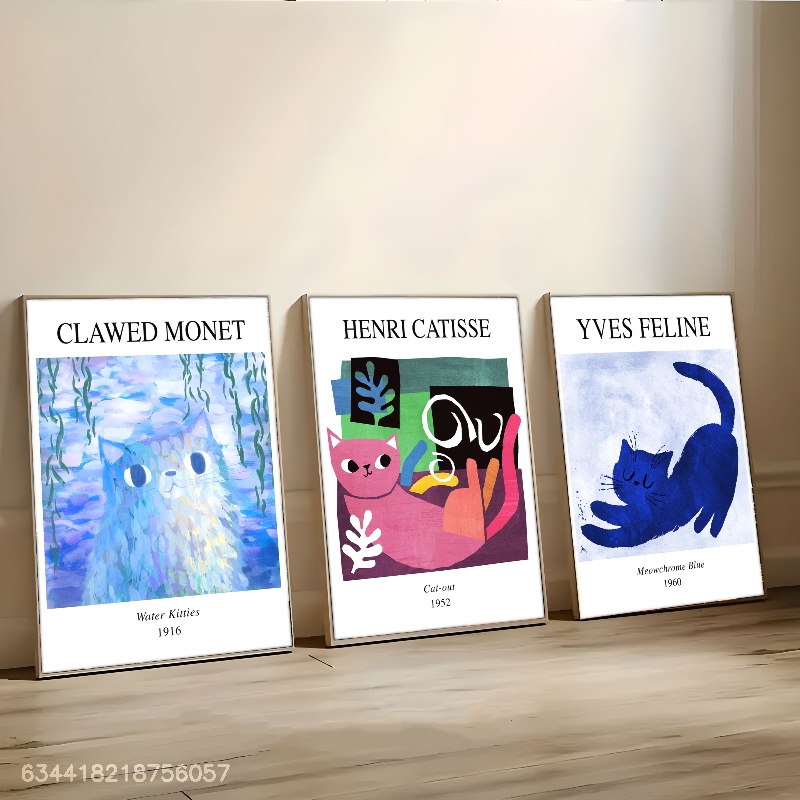 CLAWED MONET
Water Kitties
1916
HENRI CATISSE
Cat-out
1952
YVES FELINE
Meowchrome Blue
1960
634418218756057